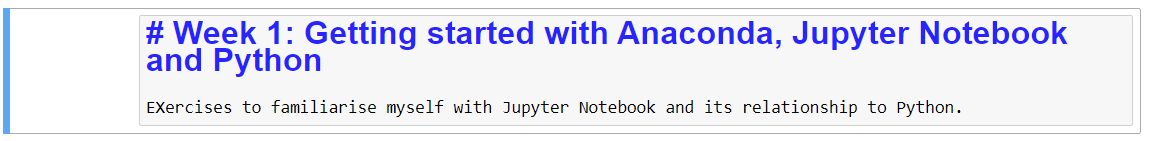 # Week 1: Getting started with Anaconda, Jupyter Notebook
and Python
EXercises to familiarise myself with Jupyter Notebook and its relationship to Python.